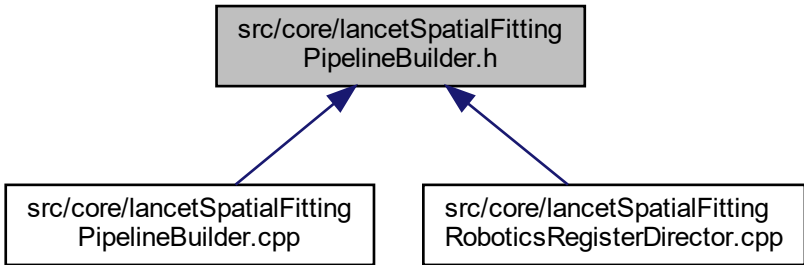 src/core/lancetSpatialFitting
PipelineBuilder.h
src/core/lancetSpatialFitting
PipelineBuilder.cpp
src/core/lancetSpatialFitting
RoboticsRegisterDirector.cpp